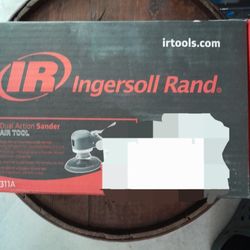 irtools.com
IR Ingersoll Rand®
Dual Action Sander
AIR TOOL
311A